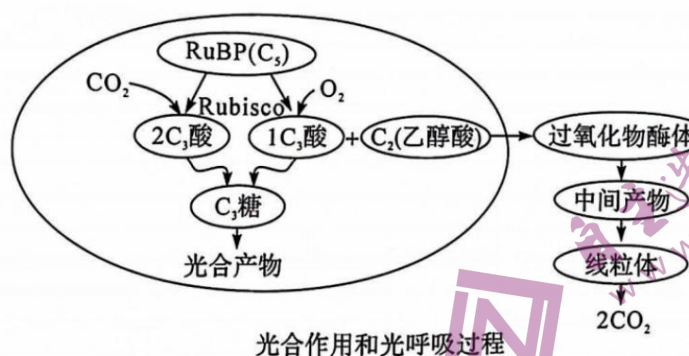 RuBP(C₅)
CO₂
Rubisco
O₂
2C₃酸
1C₃酸
+
C₂(乙醇酸)
过氧化物酶体
C₃糖
中间产物
光合产物
线粒体
2CO₂
光合作用和光呼吸过程